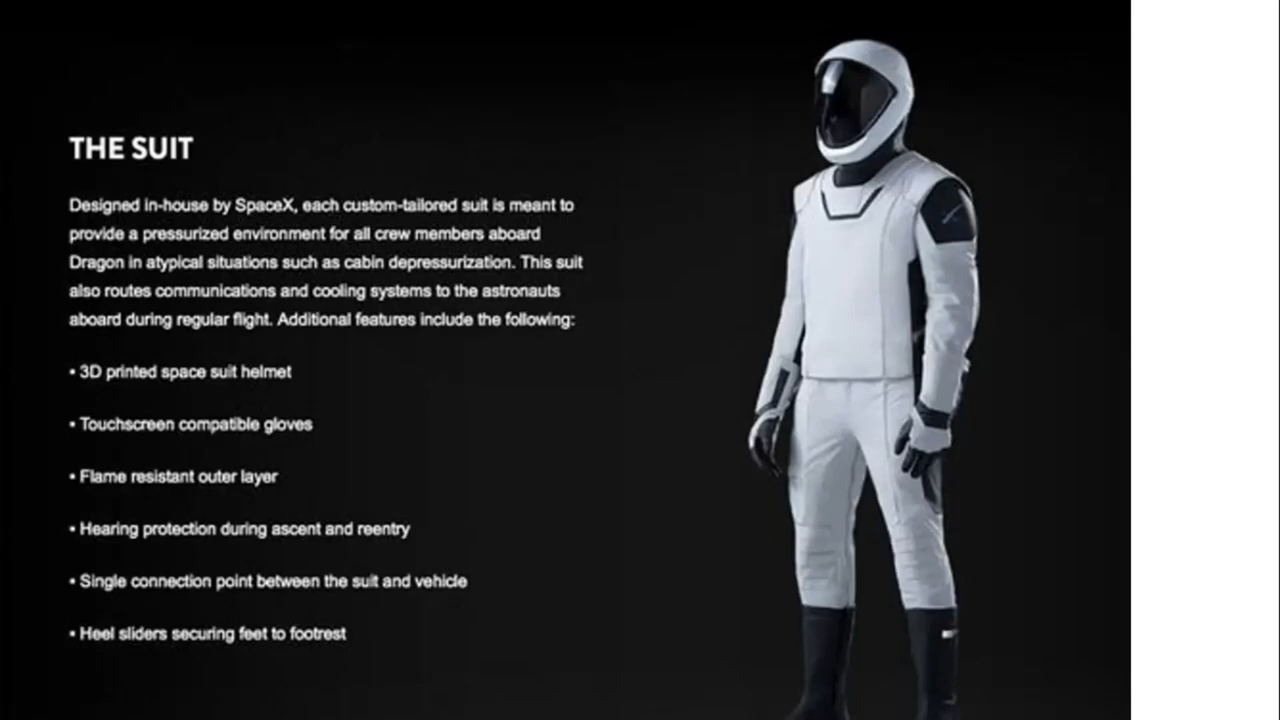 THE SUIT
Designed in-house by SpaceX, each custom-tailored suit is meant to
provide a pressurized environment for all crew members aboard
Dragon in atypical situations such as cabin depressurization. This suit
also routes communications and cooling systems to the astronauts
aboard during regular flight. Additional features include the following:
• 3D printed space suit helmet
• Touchscreen compatible gloves
• Flame resistant outer layer
• Hearing protection during ascent and reentry
• Single connection point between the suit and vehicle
• Heel sliders securing feet to footrest